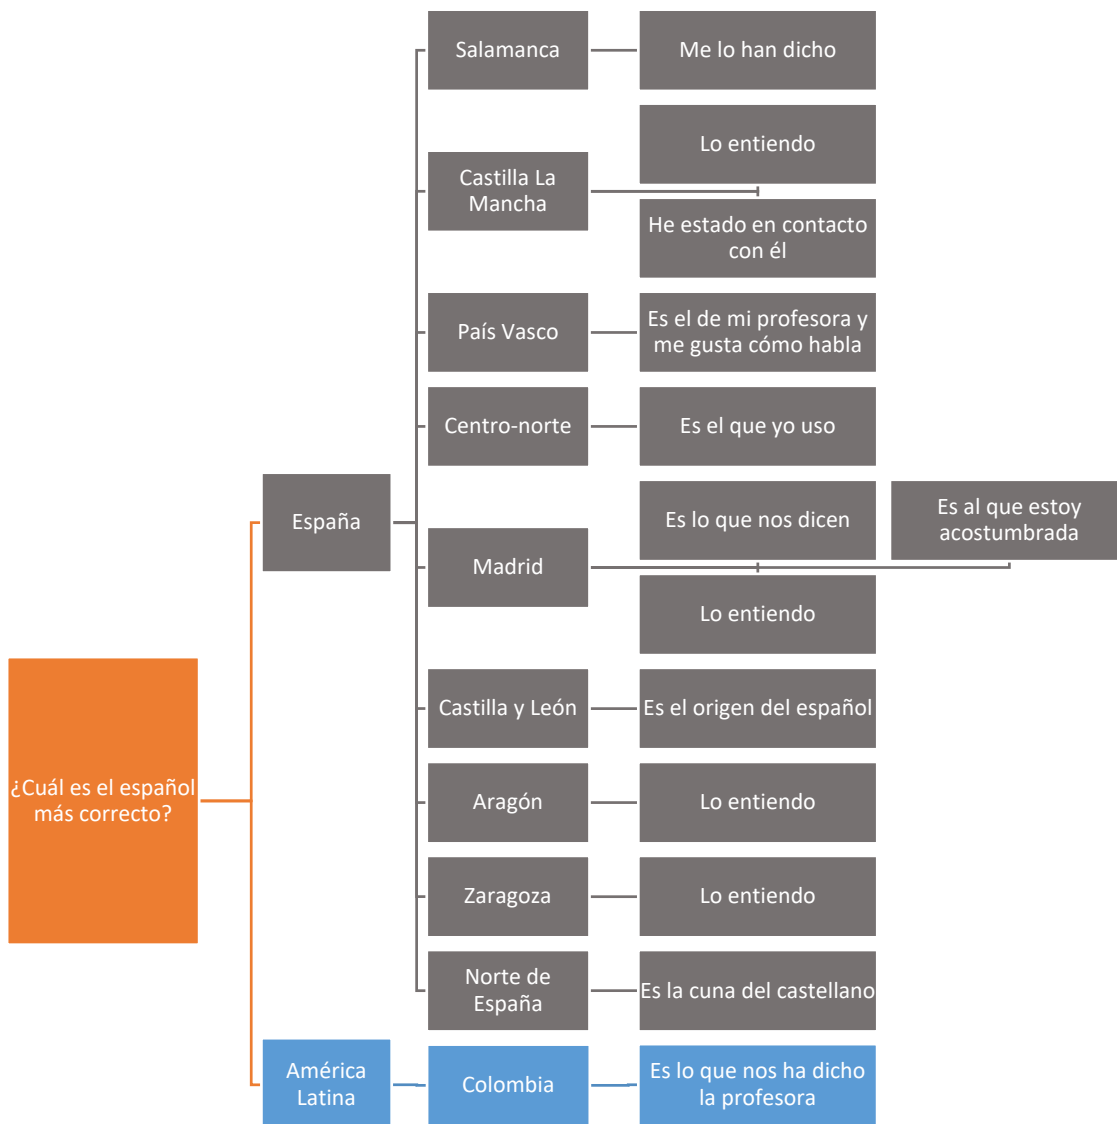 Salamanca
Me lo han dicho
Lo entiendo
Castilla La
Mancha
He estado en contacto
con él
País Vasco
Es el de mi profesora y
me gusta cómo habla
Centro-norte
Es el que yo uso
España
Es lo que nos dicen
Es al que estoy
acostumbrada
Madrid
Lo entiendo
¿Cuál es el español
más correcto?
Castilla y León
Es el origen del español
Aragón
Lo entiendo
Zaragoza
Lo entiendo
Norte de
España
Es la cuna del castellano
América
Latina
Colombia
Es lo que nos ha dicho
la profesora